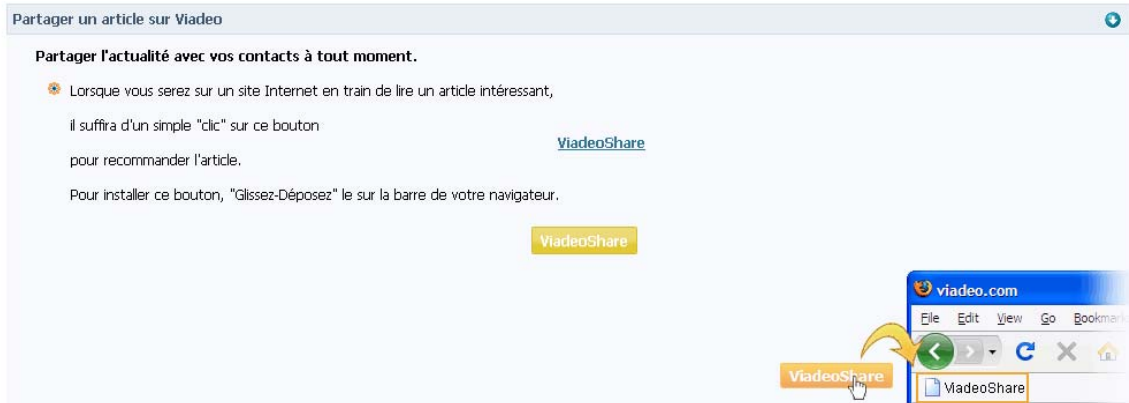 Partager un article sur Viadeo
Partager l'actualité avec vos contacts à tout moment.
Lorsque vous serez sur un site Internet en train de lire un article intéressant,
il suffira d'un simple "clic" sur ce bouton
ViadeoShare
pour recommander l'article.
Pour installer ce bouton, "Glissez-Déposez" le sur la barre de votre navigateur.
ViadeoShare
viadeo.com
File Edit View Go Bookmark
ViadeoShare
ViadeoShare